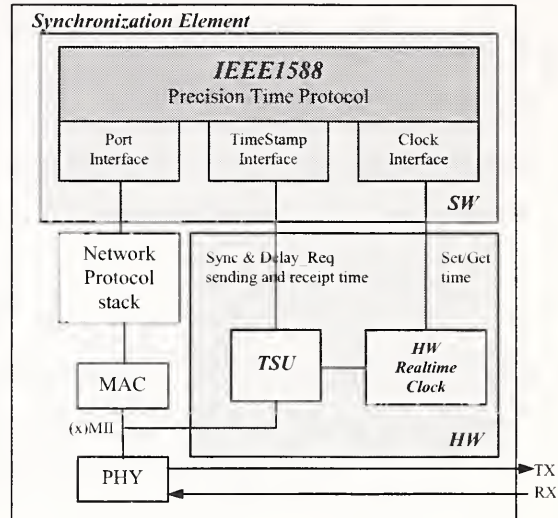 Synchronization Element
IEEE1588
Precision Time Protocol
Port
Interface
TimeStamp
Interface
Clock
Interface
SW
Network
Protocol
stack
Sync & Delay_Req
sending and receipt time
Set/Get
time
TSU
HW
Realtime
Clock
MAC
(x)MII
HW
PHY
TX
RX